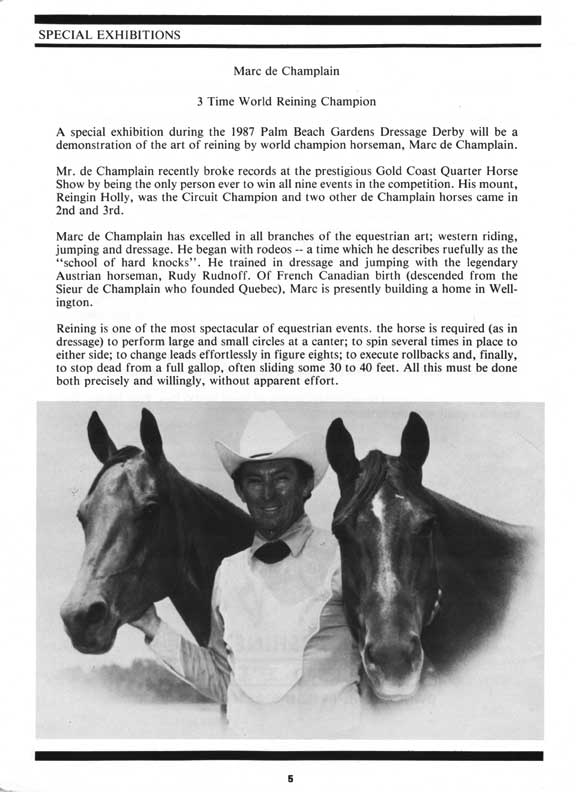 SPECIAL EXHIBITIONS
Marc de Champlain
3 Time World Reining Champion
A special exhibition during the 1987 Palm Beach Gardens Dressage Derby will be a
demonstration of the art of reining by world champion horseman, Marc de Champlain.
Mr. de Champlain recently broke records at the prestigious Gold Coast Quarter Horse
Show by being the only person ever to win all nine events in the competition. His mount,
Reingin Holly, was the Circuit Champion and two other de Champlain horses came in
2nd and 3rd.
Marc de Champlain has excelled in all branches of the equestrian art; western riding,
jumping and dressage. He began with rodeos -- a time which he describes ruefully as the
"school of hard knocks". He trained in dressage and jumping with the legendary
Austrian horseman, Rudy Rudnoff. Of French Canadian birth (descended from the
Sieur de Champlain who founded Quebec), Marc is presently building a home in Well-
ington.
Reining is one of the most spectacular of equestrian events. the horse is required (as in
dressage) to perform large and small circles at a canter; to spin several times in place to
either side; to change leads effortlessly in figure eights; to execute rollbacks and, finally,
to stop dead from a full gallop, often sliding some 30 to 40 feet. All this must be done
both precisely and willingly, without apparent effort.
5